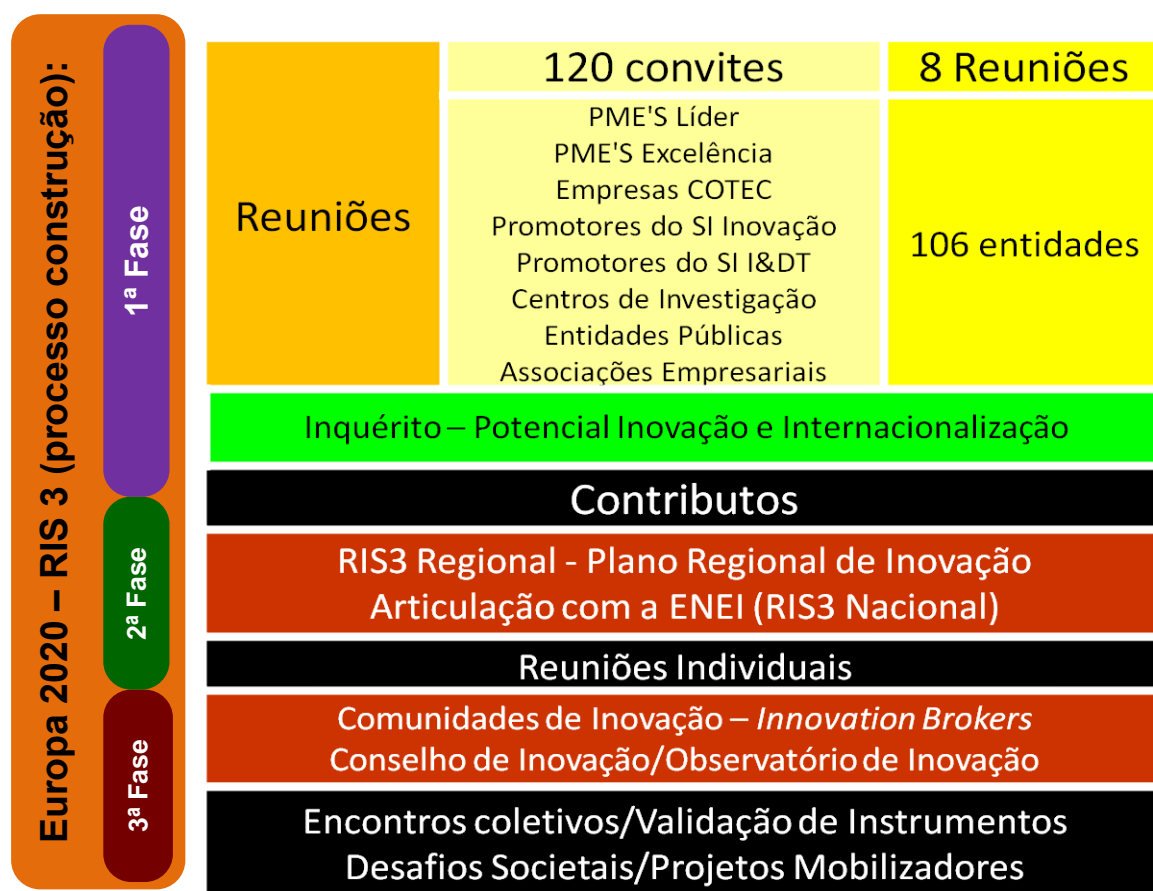 Europa 2020 – RIS 3 (processo construção):
1ª Fase
2ª Fase
3ª Fase
Reuniões
120 convites
PME'S Líder
PME'S Excelência
Empresas COTEC
Promotores do SI Inovação
Promotores do SI I&DT
Centros de Investigação
Entidades Públicas
Associações Empresariais
8 Reuniões
106 entidades
Inquérito – Potencial Inovação e Internacionalização
Contributos
RIS3 Regional - Plano Regional de Inovação
Articulação com a ENEI (RIS3 Nacional)
Reuniões Individuais
Comunidades de Inovação – Innovation Brokers
Conselho de Inovação/Observatório de Inovação
Encontros coletivos/Validação de Instrumentos
Desafios Societais/Projetos Mobilizadores